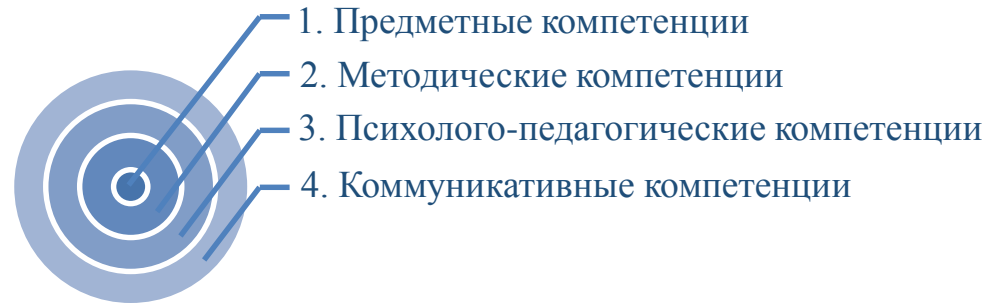 1. Предметные компетенции
2. Методические компетенции
3. Психолого-педагогические компетенции
4. Коммуникативные компетенции